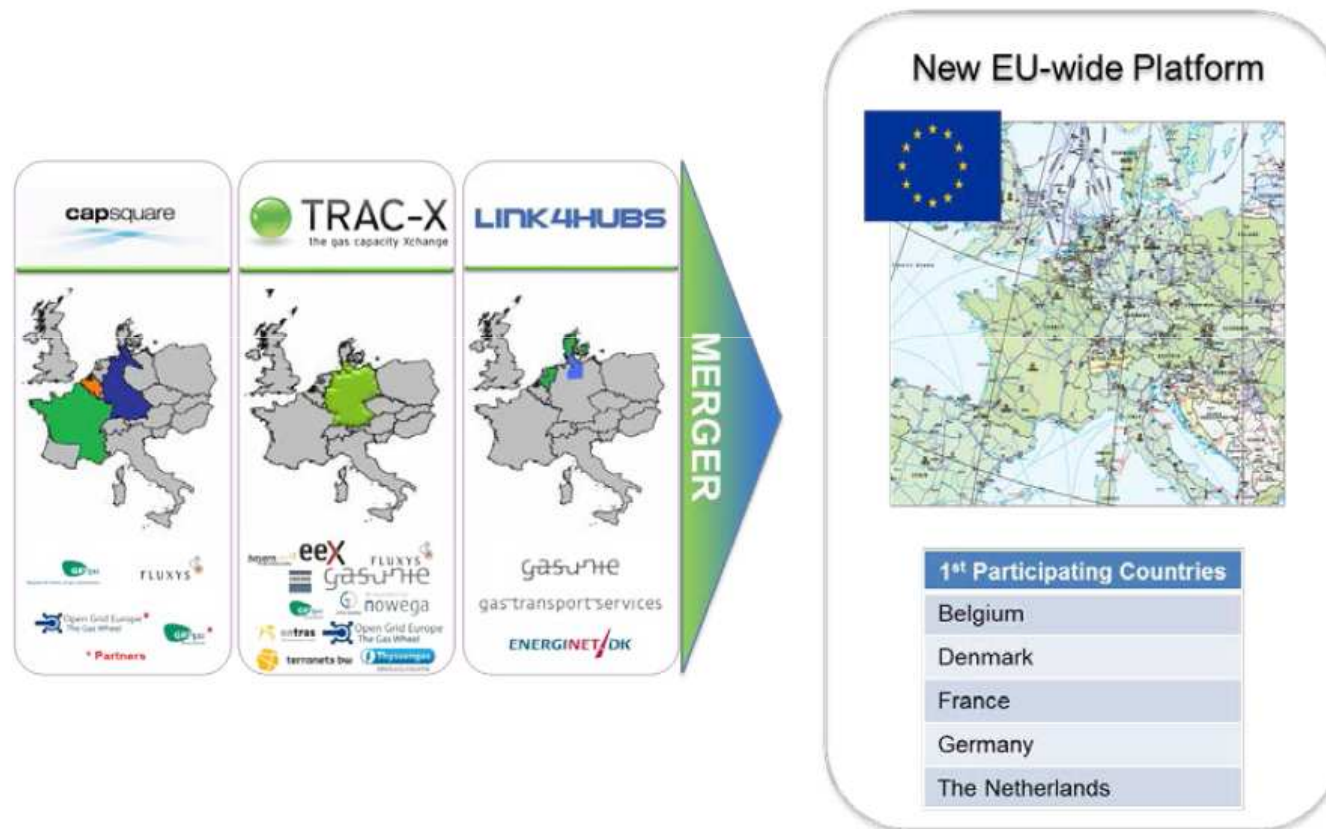 New EU-wide Platform
capsquare
TRAC-X
the gas capacity Xchange
LINK4HUBS
MERGER
FLUXYS
Open Grid Europe *
The Gas Wheel
* Partners
eex
FLUXYS
gasunie
nowega
ontras
Open Grid Europe
The Gas Wheel
terranets bw
Thyssengas
gasunie
gas transport services
ENERGINET/DK
1st Participating Countries
Belgium
Denmark
France
Germany
The Netherlands